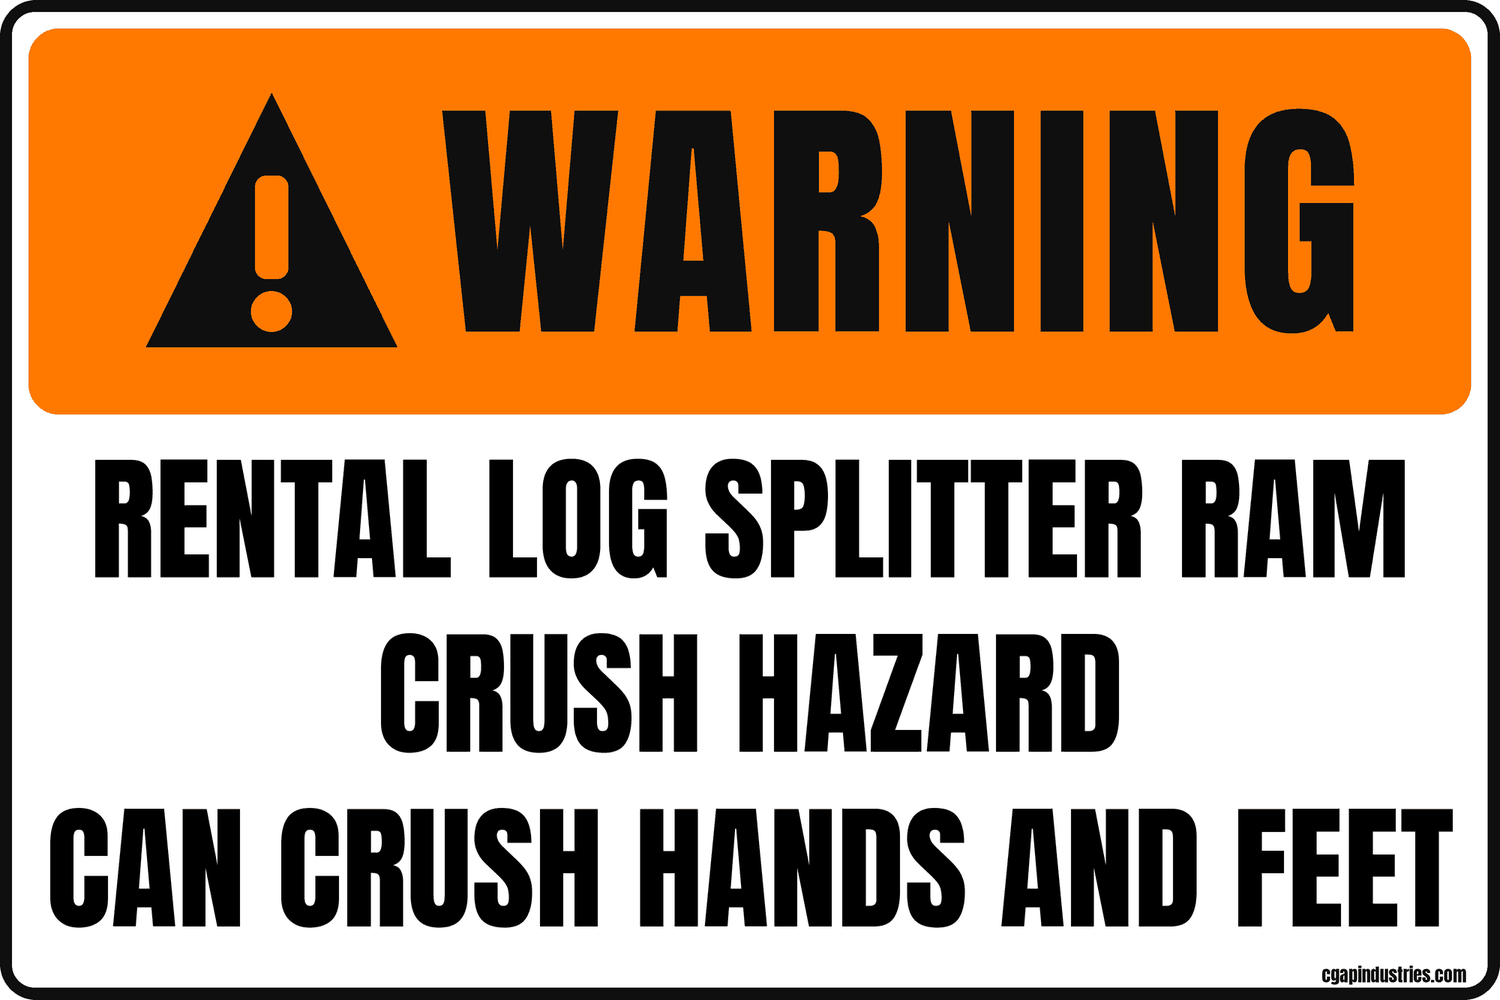 WARNING
RENTAL LOG SPLITTER RAM
CRUSH HAZARD
CAN CRUSH HANDS AND FEET
cgapindustries.com